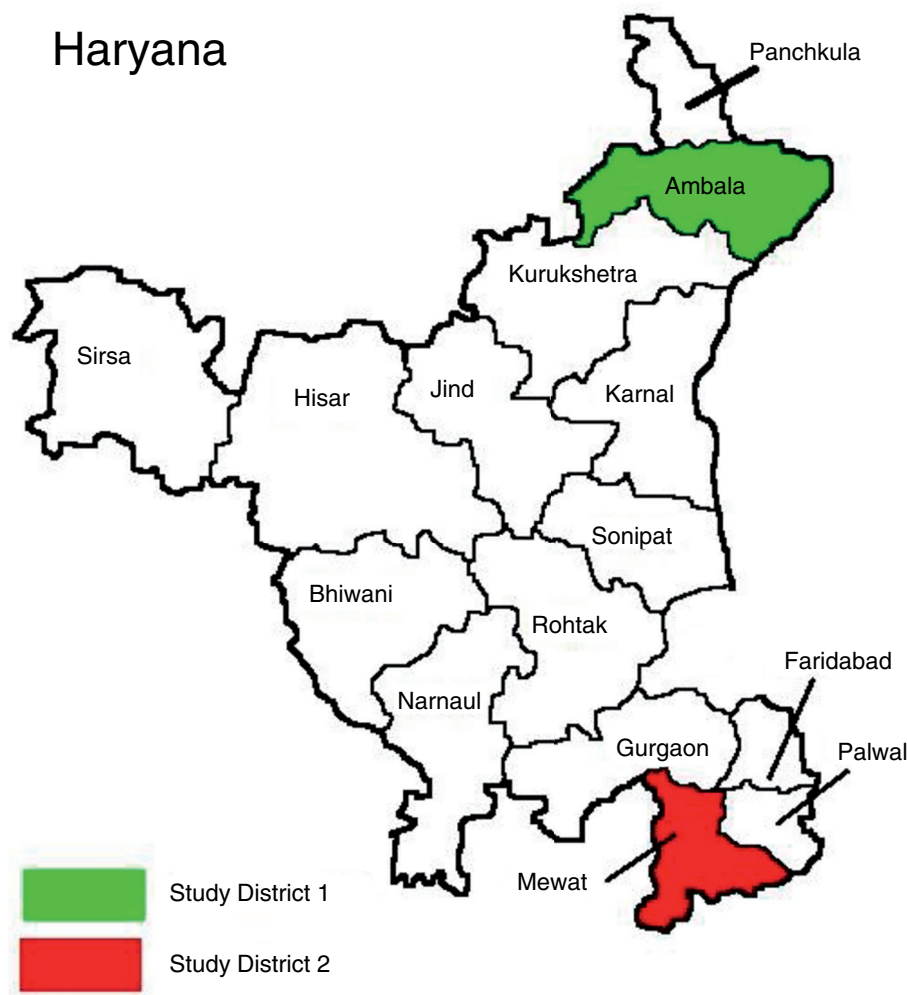 Haryana
Panchkula
Ambala
Kurukshetra
Sirsa
Hisar
Jind
Karnal
Sonipat
Bhiwani
Rohtak
Faridabad
Narnaul
Gurgaon
Palwal
Mewat
Study District 1
Study District 2